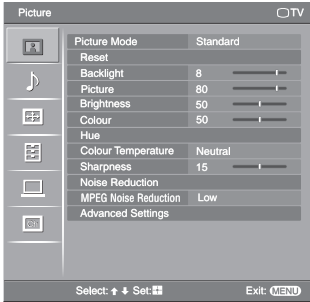 Picture TV
Picture Mode Standard
Reset
Backlight 8
Picture 80
Brightness 50
Colour 50
Hue
Colour Temperature Neutral
Sharpness 15
Noise Reduction
MPEG Noise Reduction Low
Advanced Settings
Select: Set: Exit: MENU